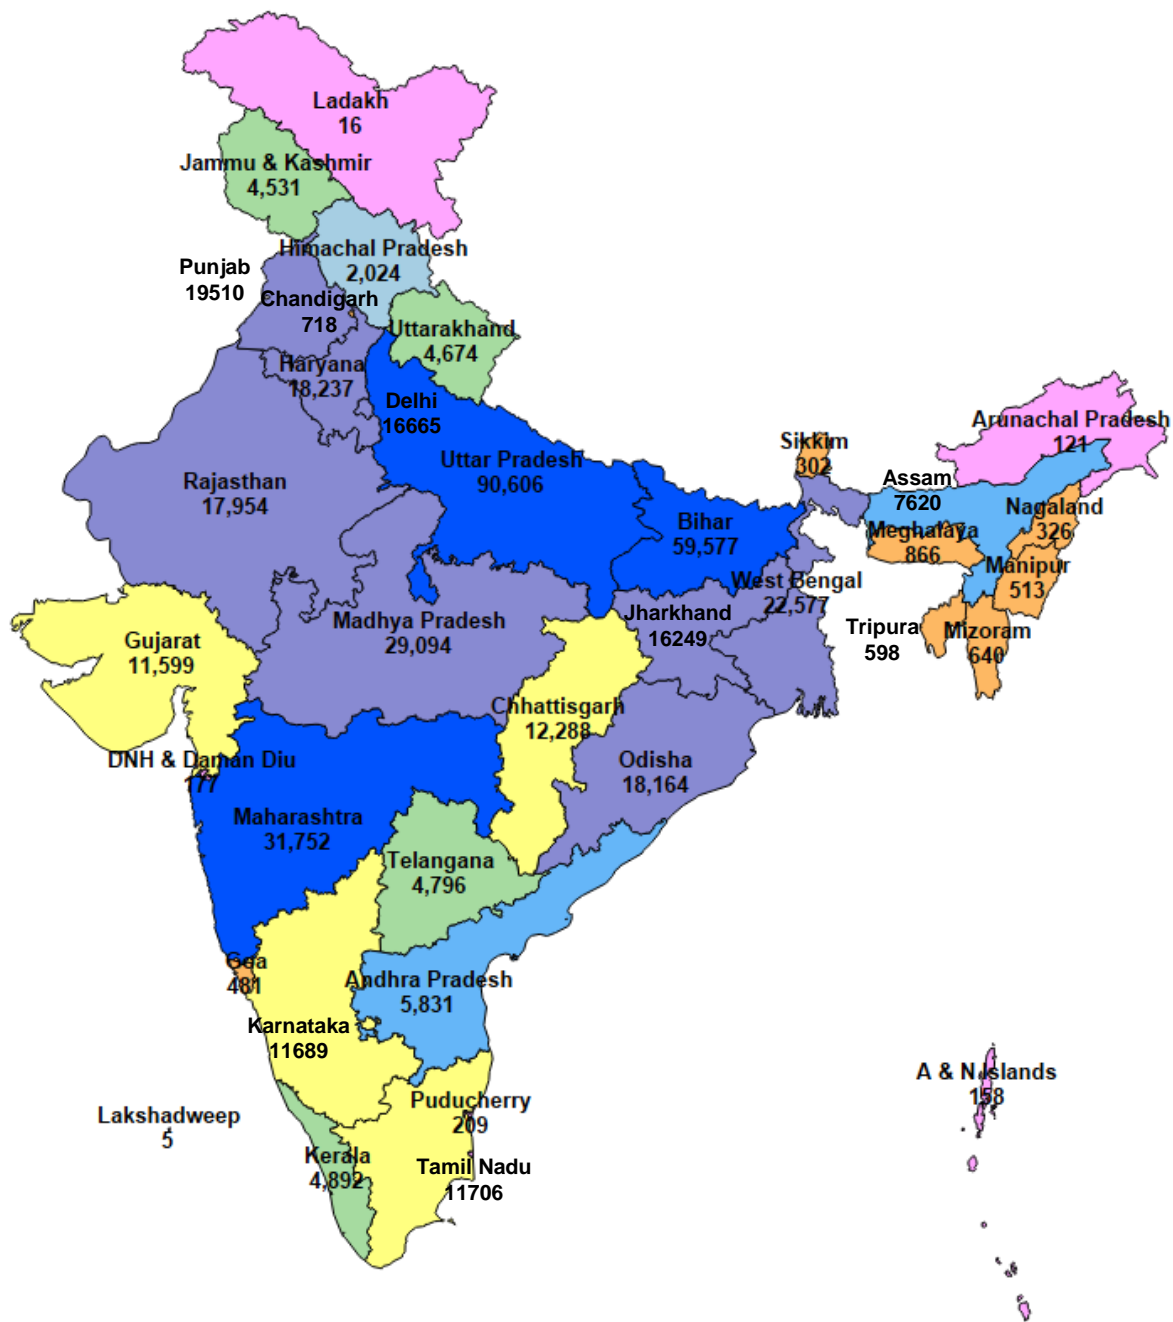 Ladakh
16
Jammu & Kashmir
4,531
Himachal Pradesh
2,024
Punjab
19510
Chandigarh
718
Uttarakhand
4,674
Haryana
18,237
Delhi
16665
Uttar Pradesh
90,606
Rajasthan
17,954
Sikkim
302
Arunachal Pradesh
121
Assam
7620
Nagaland
326
Meghalaya
866
Manipur
513
Bihar
59,577
West Bengal
22,577
Jharkhand
16249
Tripura
598
Mizoram
640
Madhya Pradesh
29,094
Gujarat
11,599
Chhattisgarh
12,288
DNH & Daman Diu
177
Odisha
18,164
Maharashtra
31,752
Telangana
4,796
Goa
481
Andhra Pradesh
5,831
Karnataka
11689
A & N Islands
158
Puducherry
209
Lakshadweep
5
Kerala
4,892
Tamil Nadu
11706